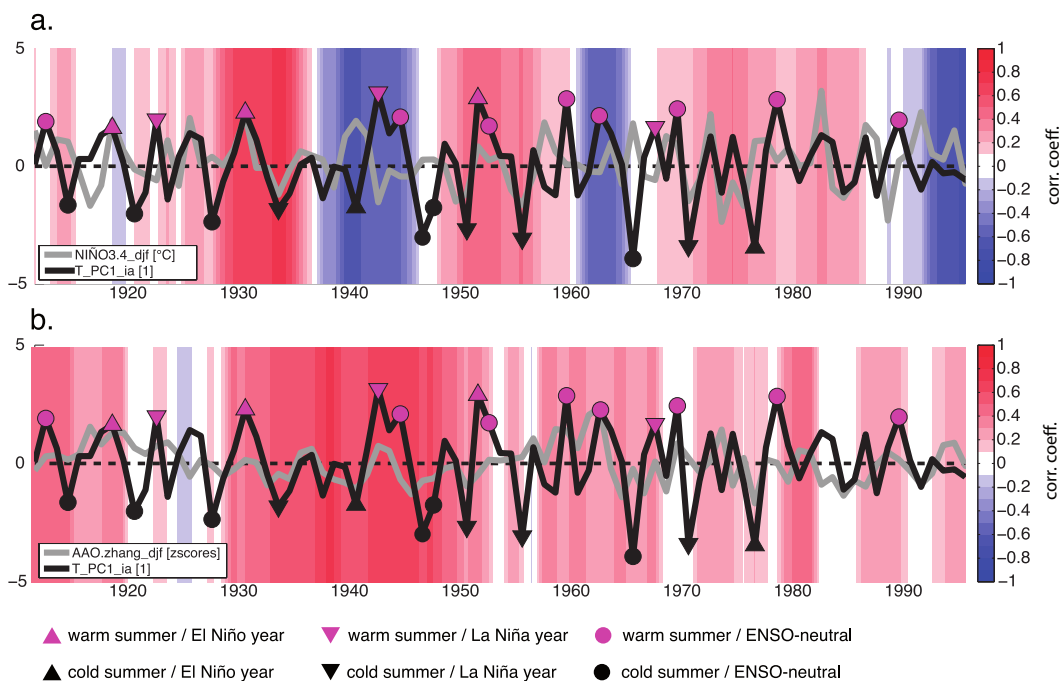 a.
5
0
−5
NIÑO3.4_djf [°C]
T_PC1_ia [1]
1920 1930 1940 1950 1960 1970 1980 1990
1
0.8
0.6
0.4
0.2
0
−0.2
−0.4
−0.6
−0.8
−1
corr. coeff.
b.
5
0
−5
AAO.zhang_djf [zscores]
T_PC1_ia [1]
1920 1930 1940 1950 1960 1970 1980 1990
1
0.8
0.6
0.4
0.2
0
−0.2
−0.4
−0.6
−0.8
−1
corr. coeff.
warm summer / El Niño year warm summer / La Niña year warm summer / ENSO-neutral
cold summer / El Niño year cold summer / La Niña year cold summer / ENSO-neutral